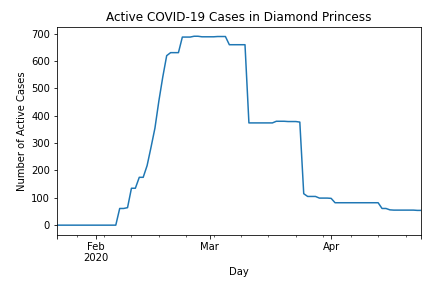 Active COVID-19 Cases in Diamond Princess
700
600
500
400
300
200
100
0
Number of Active Cases
Feb
2020
Mar
Apr
Day